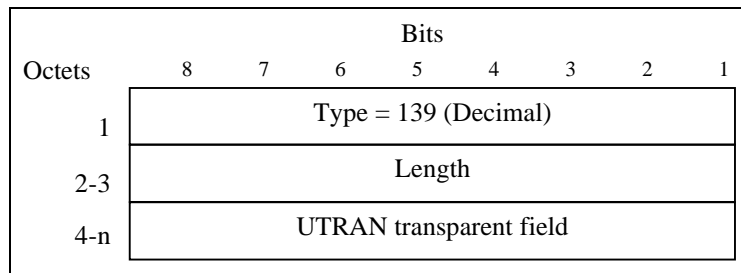 Bits
Octets 8 7 6 5 4 3 2 1
1 Type = 139 (Decimal)
2-3 Length
4-n UTRAN transparent field